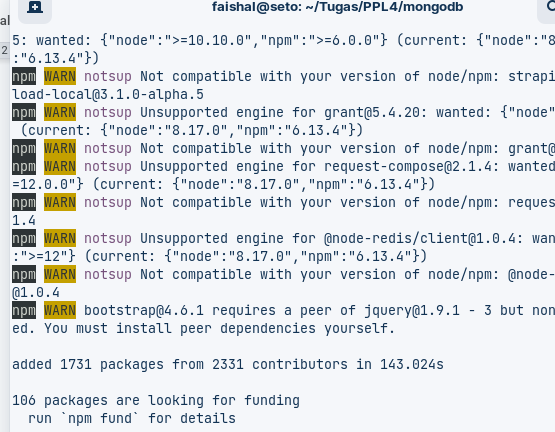 al
2
faishal@seto: ~/Tugas/PPL4/mongodb
5: wanted: {"node":">=10.10.0","npm":">=6.0.0"} (current: {"node":"8
:"6.13.4"})
npm WARN notsup Not compatible with your version of node/npm: strapi
load-local@3.1.0-alpha.5
npm WARN notsup Unsupported engine for grant@5.4.20: wanted: {"node"
 (current: {"node":"8.17.0","npm":"6.13.4"})
npm WARN notsup Not compatible with your version of node/npm: grant@
npm WARN notsup Unsupported engine for request-compose@2.1.4: wanted
=12.0.0"} (current: {"node":"8.17.0","npm":"6.13.4"})
npm WARN notsup Not compatible with your version of node/npm: reques
1.4
npm WARN notsup Unsupported engine for @node-redis/client@1.0.4: wan
:">=12"} (current: {"node":"8.17.0","npm":"6.13.4"})
npm WARN notsup Not compatible with your version of node/npm: @node-
@1.0.4
npm WARN bootstrap@4.6.1 requires a peer of jquery@1.9.1 - 3 but non
ed. You must install peer dependencies yourself.
added 1731 packages from 2331 contributors in 143.024s
106 packages are looking for funding
  run `npm fund` for details